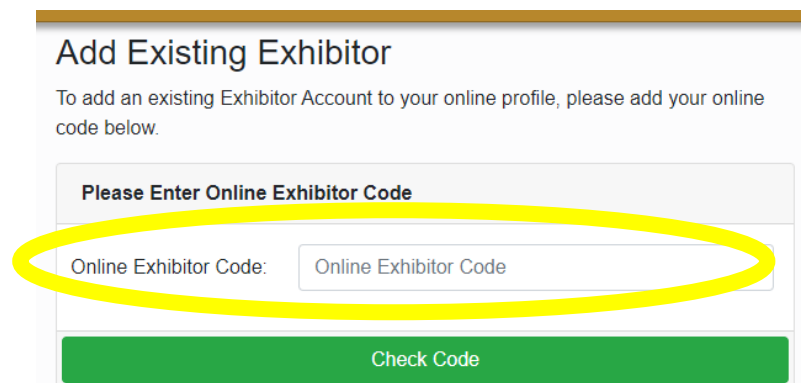 Add Existing Exhibitor
To add an existing Exhibitor Account to your online profile, please add your online
code below.
Please Enter Online Exhibitor Code
Online Exhibitor Code: Online Exhibitor Code
Check Code